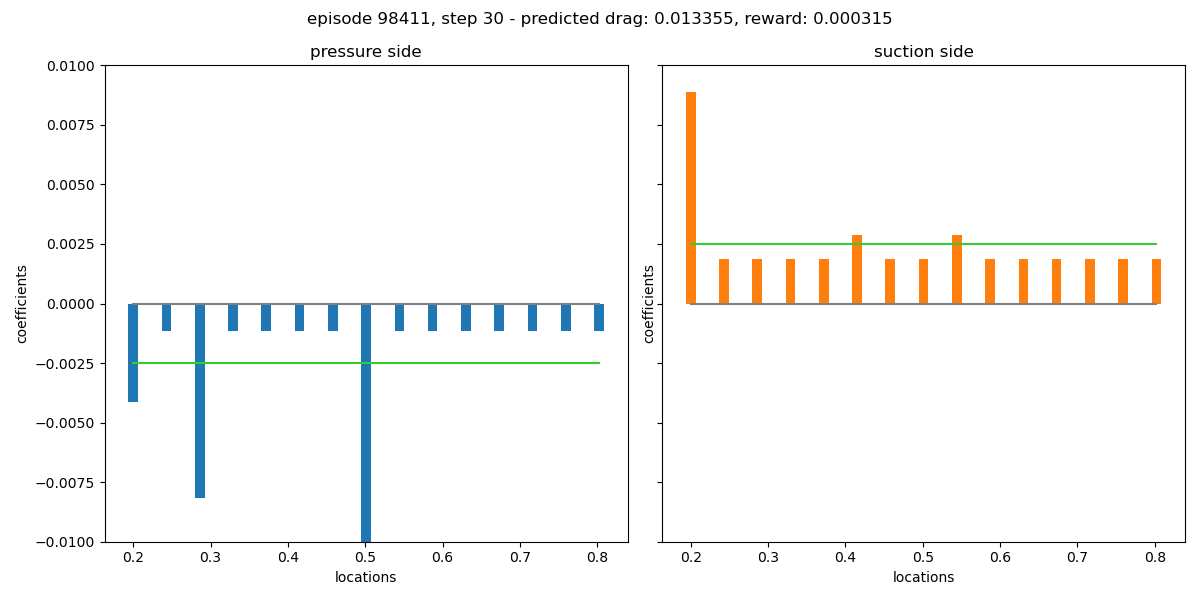 episode 98411, step 30 - predicted drag: 0.013355, reward: 0.000315
pressure side
suction side
0.0100
0.0075
0.0050
0.0025
0.0000
−0.0025
−0.0050
−0.0075
−0.0100
coefficients
coefficients
0.2 0.3 0.4 0.5 0.6 0.7 0.8
0.2 0.3 0.4 0.5 0.6 0.7 0.8
locations
locations